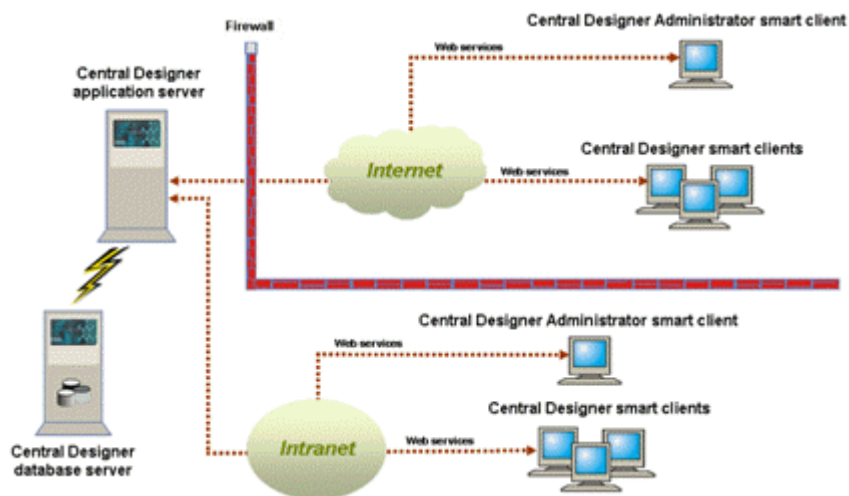 Central Designer Administrator smart client
Firewall
Web services
Central Designer
application server
Central Designer smart clients
Internet
Web services
Central Designer Administrator smart client
Web services
Central Designer smart clients
Central Designer
database server
Intranet
Web services